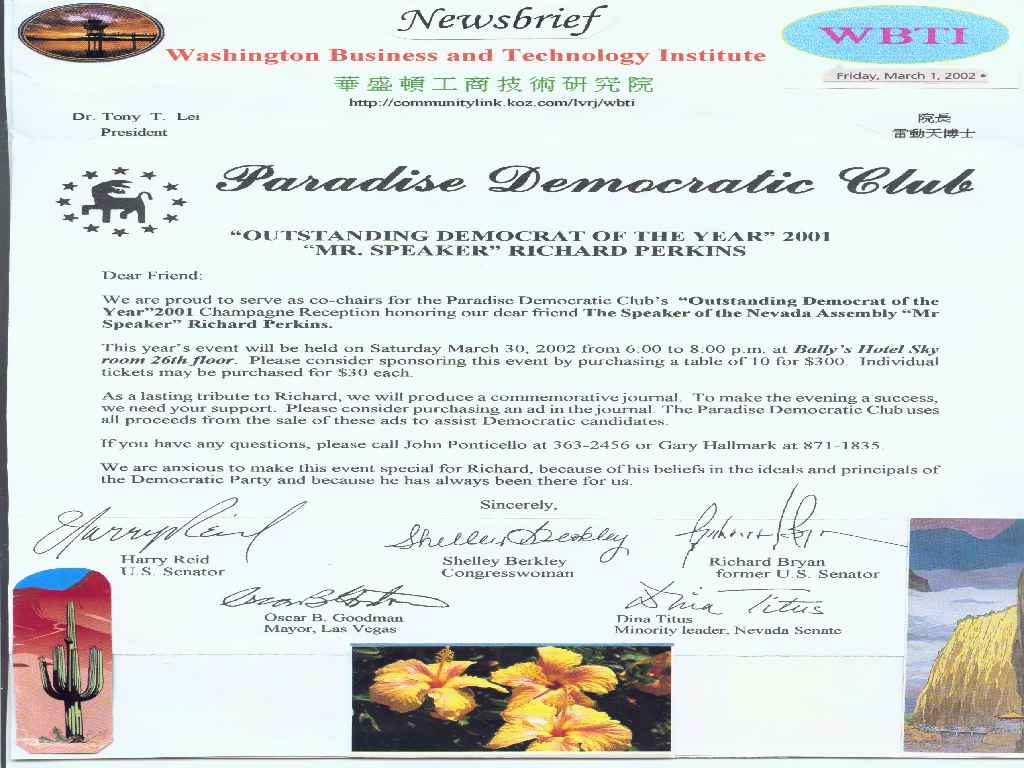 Newsbrief
Washington Business and Technology Institute
華盛頓工商技術研究院
http://communitylink.koz.com/lvrj/wbti
WBTI
Friday, March 1, 2002 •
Dr. Tony T. Lei
President
院長
雷動天博士
Paradise Democratic Club
“OUTSTANDING DEMOCRAT OF THE YEAR” 2001
“MR. SPEAKER” RICHARD PERKINS
Dear Friend:
We are proud to serve as co-chairs for the Paradise Democratic Club's “Outstanding Democrat of the
Year”2001 Champagne Reception honoring our dear friend The Speaker of the Nevada Assembly “Mr
Speaker” Richard Perkins.
This year's event will be held on Saturday March 30, 2002 from 6:00 to 8:00 p.m. at Bally's Hotel Sky
room 26th floor. Please consider sponsoring this event by purchasing a table of 10 for $300. Individual
tickets may be purchased for $30 each.
As a lasting tribute to Richard, we will produce a commemorative journal. To make the evening a success,
we need your support. Please consider purchasing an ad in the journal. The Paradise Democratic Club uses
all proceeds from the sale of these ads to assist Democratic candidates.
If you have any questions, please call John Ponticello at 363-2456 or Gary Hallmark at 871-1835.
We are anxious to make this event special for Richard, because of his beliefs in the ideals and principals of
the Democratic Party and because he has always been there for us.
Sincerely,
Harry Reid
Shelley Berkley
Richard Bryan
Harry Reid
U.S. Senator
Shelley Berkley
Congresswoman
Richard Bryan
former U.S. Senator
Oscar B Goodman
Dina Titus
Oscar B. Goodman
Mayor, Las Vegas
Dina Titus
Minority leader, Nevada Senate